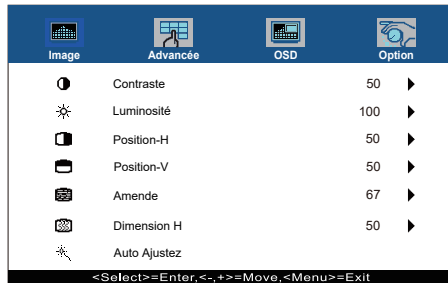 Image Advancée OSD Option
Contraste 50
Luminosité 100
Position-H 50
Position-V 50
Amende 67
Dimension H 50
Auto Ajustez
<Select>=Enter,<-,+>=Move,<Menu>=Exit